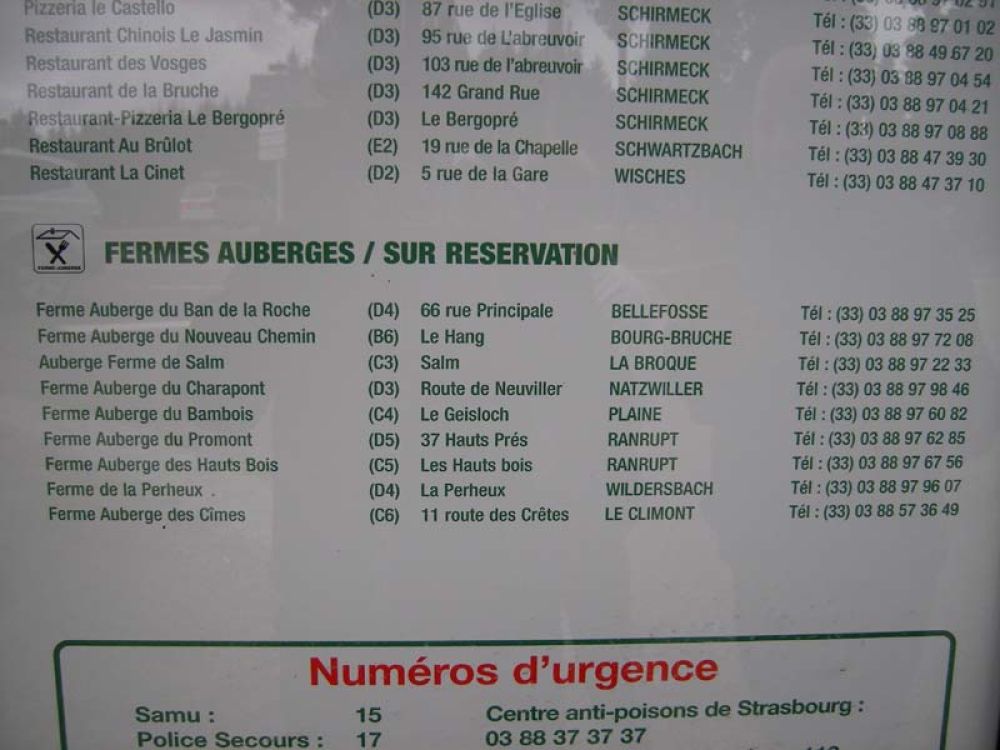 Pizzeria le Castello (D3) 87 rue de l'Eglise SCHIRMECK Tél : (33) 03 88 97 01 02
Restaurant Chinois Le Jasmin (D3) 95 rue de L'abreuvoir SCHIRMECK Tél : (33) 03 88 49 67 20
Restaurant des Vosges (D3) 103 rue de l'abreuvoir SCHIRMECK Tél : (33) 03 88 97 04 54
Restaurant de la Bruche (D3) 142 Grand Rue SCHIRMECK Tél : (33) 03 88 97 04 21
Restaurant-Pizzeria Le Bergopré (D3) Le Bergopré SCHIRMECK Tél : (33) 03 88 97 08 88
Restaurant Au Brûlot (E2) 19 rue de la Chapelle SCHWARTZBACH Tél : (33) 03 88 47 39 30
Restaurant La Cinet (D2) 5 rue de la Gare WISCHES Tél : (33) 03 88 47 37 10
FERMES AUBERGES / SUR RESERVATION
Ferme Auberge du Ban de la Roche (D4) 66 rue Principale BELLEFOSSE Tél : (33) 03 88 97 35 25
Ferme Auberge du Nouveau Chemin (B6) Le Hang BOURG-BRUCHE Tél : (33) 03 88 97 72 08
Auberge Ferme de Salm (C3) Salm LA BROQUE Tél : (33) 03 88 97 22 33
Ferme Auberge du Charapont (D3) Route de Neuviller NATZWILLER Tél : (33) 03 88 97 98 46
Ferme Auberge du Bambois (C4) Le Geisloch PLAINE Tél : (33) 03 88 97 60 82
Ferme Auberge du Promont (D5) 37 Hauts Prés RANRUPT Tél : (33) 03 88 97 62 85
Ferme Auberge des Hauts Bois (C5) Les Hauts bois RANRUPT Tél : (33) 03 88 97 67 56
Ferme de la Perheux . (D4) La Perheux WILDERSBACH Tél : (33) 03 88 97 96 07
Ferme Auberge des Cîmes (C6) 11 route des Crêtes LE CLIMONT Tél : (33) 03 88 57 36 49
Numéros d'urgence
Samu : 15 Centre anti-poisons de Strasbourg :
Police Secours : 17 03 88 37 37 37